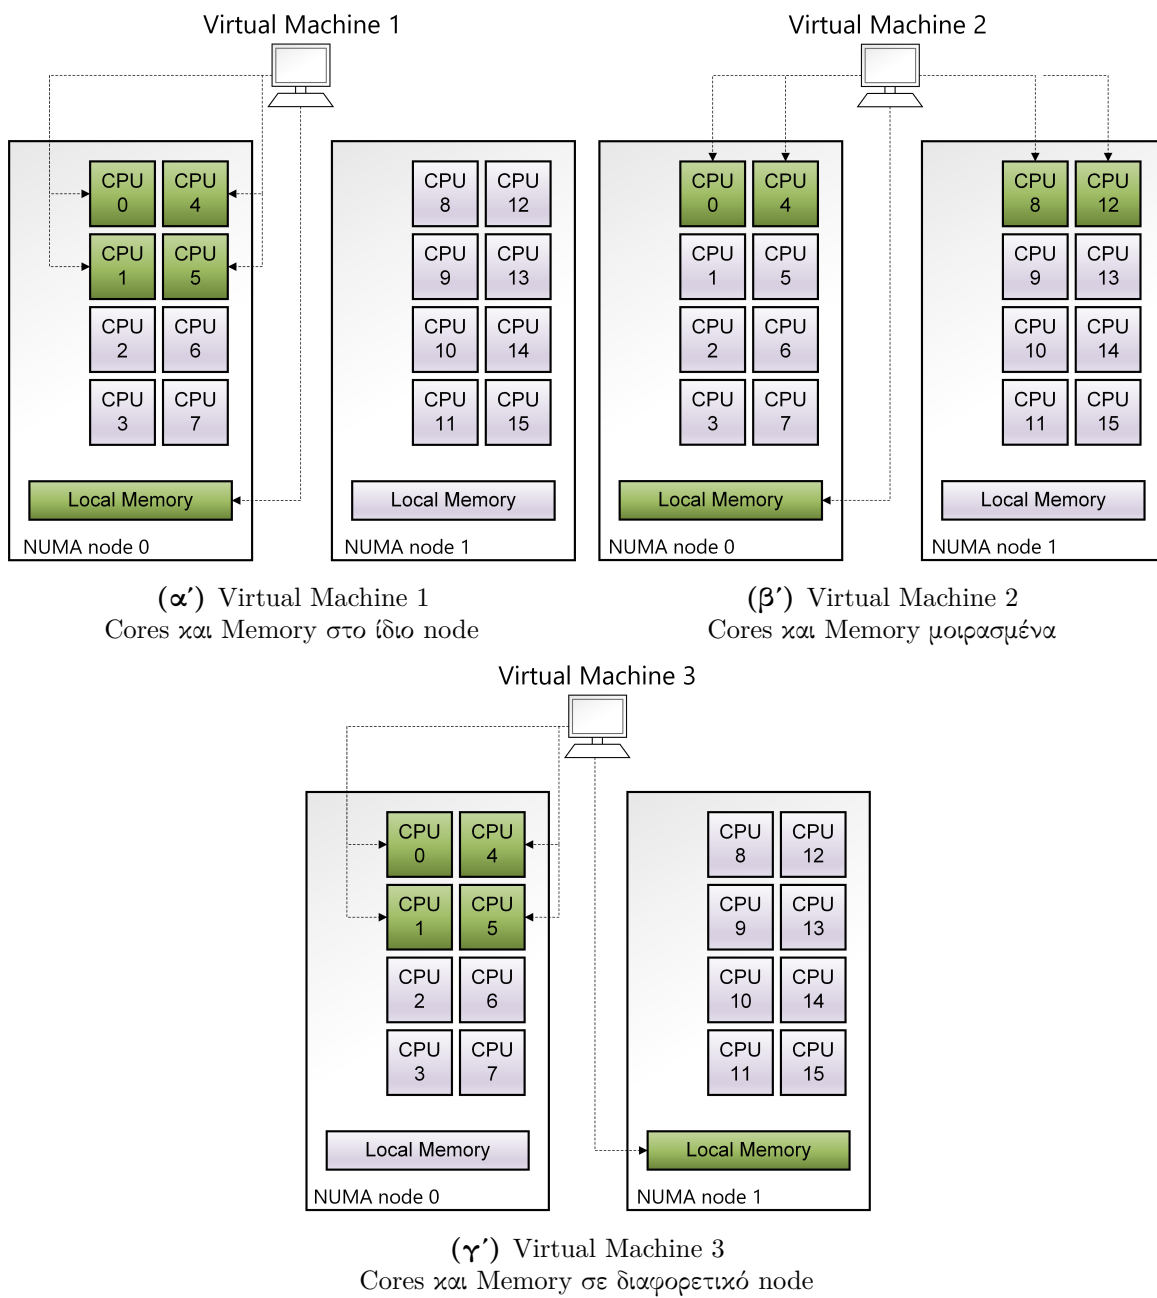 Virtual Machine 1
CPU 0
CPU 4
CPU 1
CPU 5
CPU 2
CPU 6
CPU 3
CPU 7
Local Memory
NUMA node 0
CPU 8
CPU 12
CPU 9
CPU 13
CPU 10
CPU 14
CPU 11
CPU 15
Local Memory
NUMA node 1
(α΄) Virtual Machine 1
Cores και Memory στο ίδιο node
Virtual Machine 2
CPU 0
CPU 4
CPU 1
CPU 5
CPU 2
CPU 6
CPU 3
CPU 7
Local Memory
NUMA node 0
CPU 8
CPU 12
CPU 9
CPU 13
CPU 10
CPU 14
CPU 11
CPU 15
Local Memory
NUMA node 1
(β΄) Virtual Machine 2
Cores και Memory μοιρασμένα
Virtual Machine 3
CPU 0
CPU 4
CPU 1
CPU 5
CPU 2
CPU 6
CPU 3
CPU 7
Local Memory
NUMA node 0
CPU 8
CPU 12
CPU 9
CPU 13
CPU 10
CPU 14
CPU 11
CPU 15
Local Memory
NUMA node 1
(γ΄) Virtual Machine 3
Cores και Memory σε διαφορετικό node